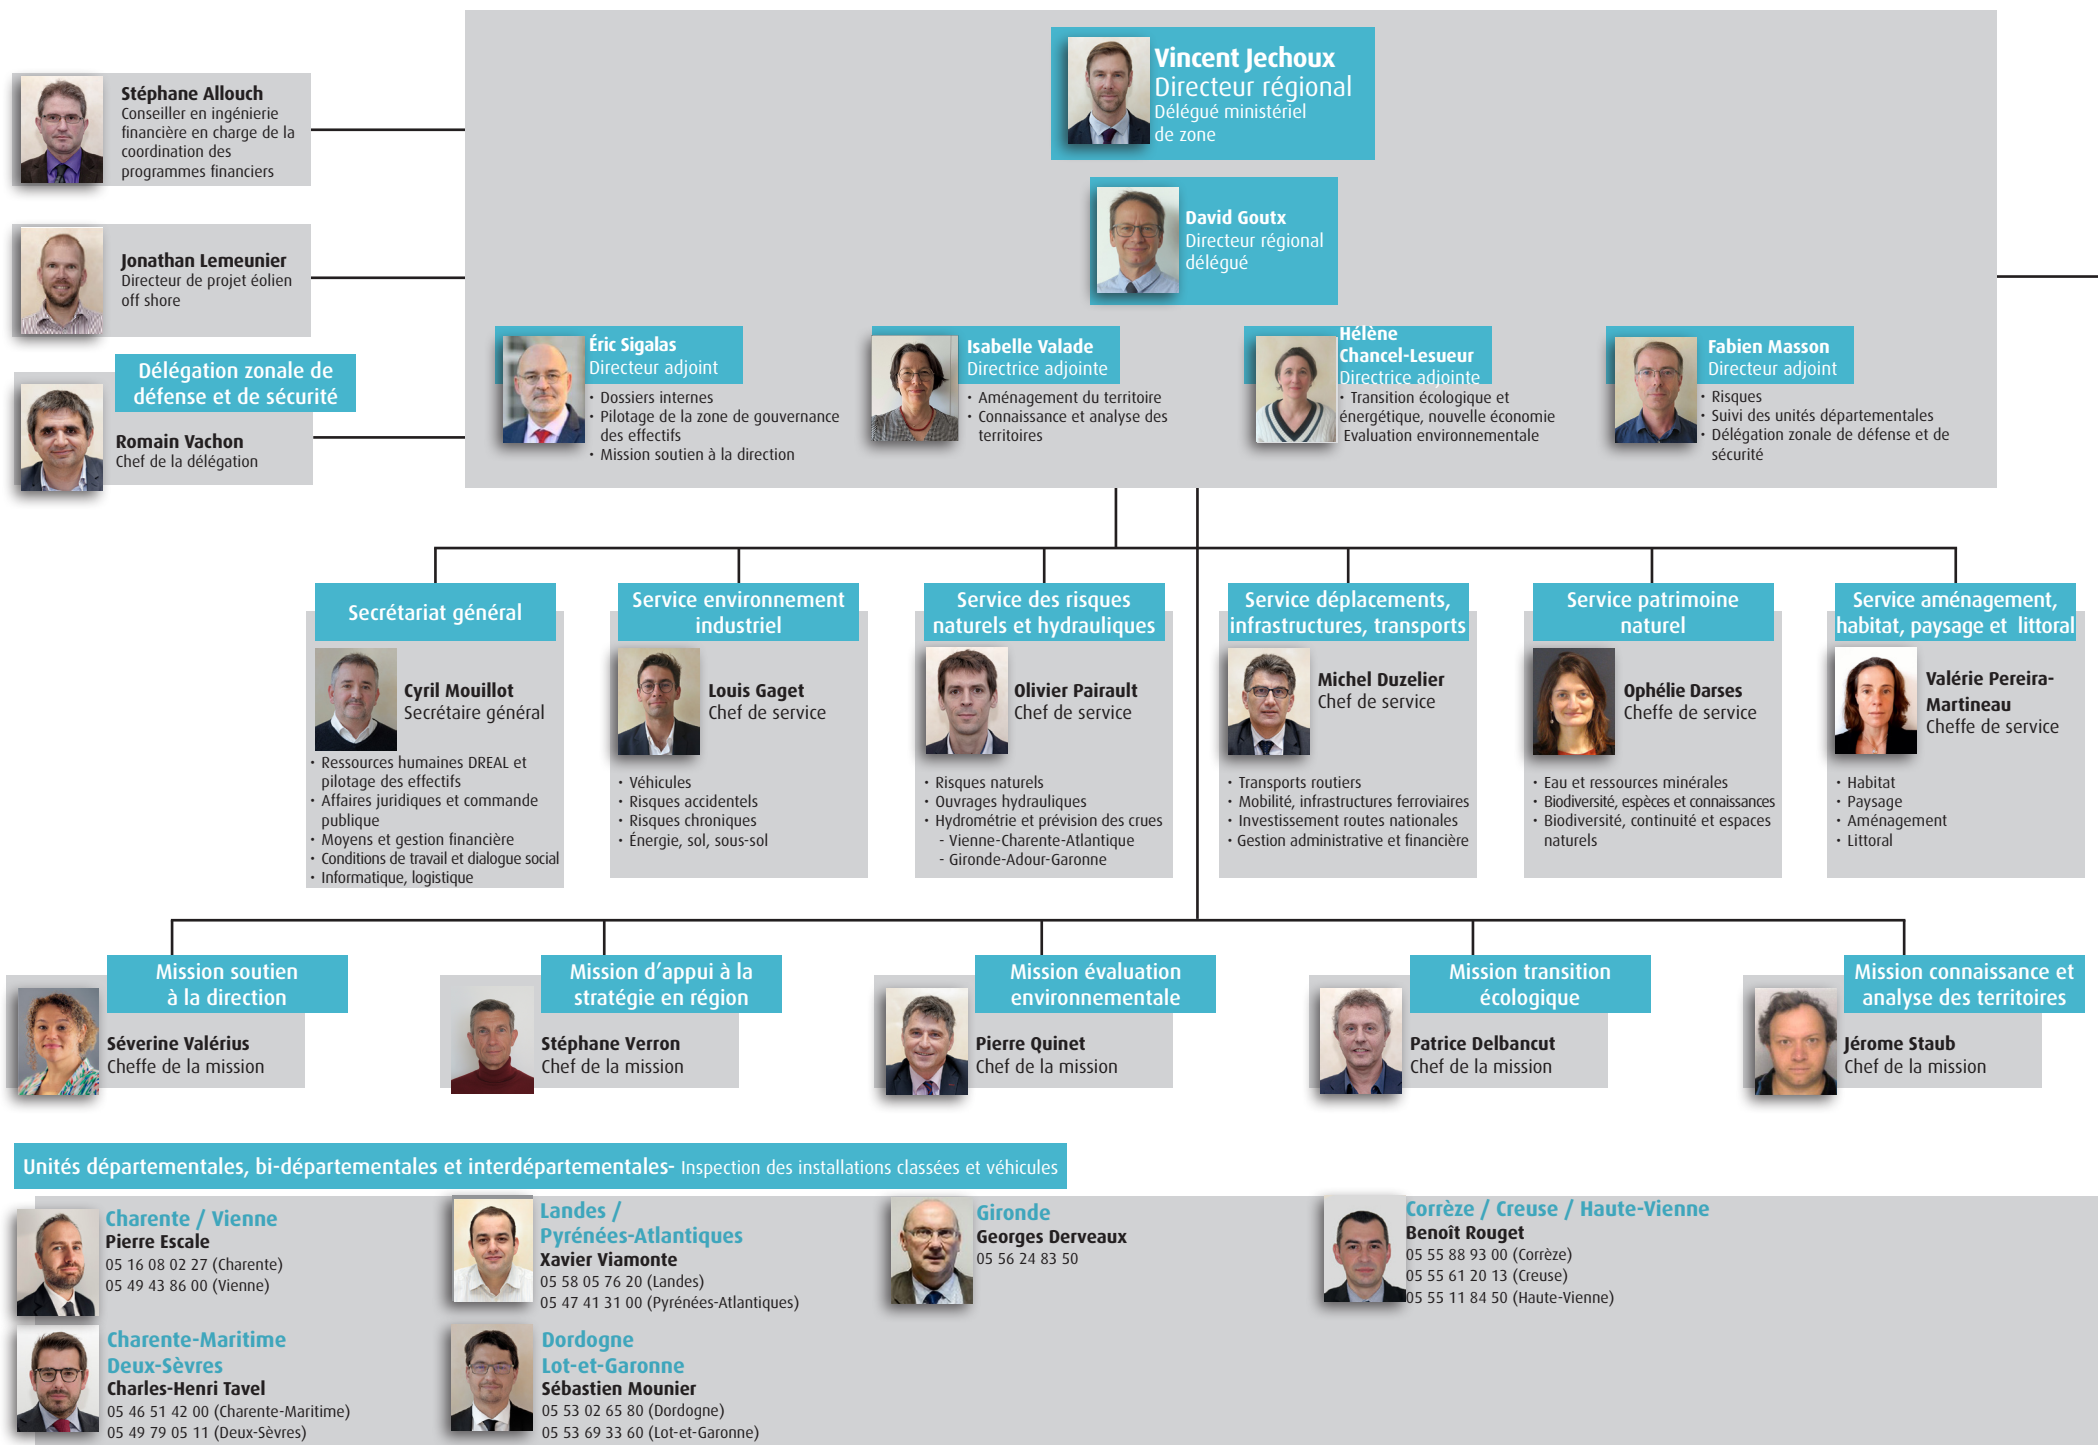 Vincent Jechoux
Directeur régional
Délégué ministériel
de zone
David Goutx
Directeur régional
délégué
Stéphane Allouch
Conseiller en ingénierie
financière en charge de la
coordination des
programmes financiers
Jonathan Lemeunier
Directeur de projet éolien
off shore
Délégation zonale de
défense et de sécurité
Romain Vachon
Chef de la délégation
Éric Sigalas
Directeur adjoint
• Dossiers internes
• Pilotage de la zone de gouvernance
des effectifs
• Mission soutien à la direction
Isabelle Valade
Directrice adjointe
• Aménagement du territoire
• Connaissance et analyse des
territoires
Hélène
Chancel-Lesueur
Directrice adjointe
• Transition écologique et
énergétique, nouvelle économie
Evaluation environnementale
Fabien Masson
Directeur adjoint
• Risques
• Suivi des unités départementales
• Délégation zonale de défense et de
sécurité
Secrétariat général
Cyril Mouillot
Secrétaire général
• Ressources humaines DREAL et
pilotage des effectifs
• Affaires juridiques et commande
publique
• Moyens et gestion financière
• Conditions de travail et dialogue social
• Informatique, logistique
Service environnement
industriel
Louis Gaget
Chef de service
• Véhicules
• Risques accidentels
• Risques chroniques
• Énergie, sol, sous-sol
Service des risques
naturels et hydrauliques
Olivier Pairault
Chef de service
• Risques naturels
• Ouvrages hydrauliques
• Hydrométrie et prévision des crues
- Vienne-Charente-Atlantique
- Gironde-Adour-Garonne
Service déplacements,
infrastructures, transports
Michel Duzelier
Chef de service
• Transports routiers
• Mobilité, infrastructures ferroviaires
• Investissement routes nationales
• Gestion administrative et financière
Service patrimoine
naturel
Ophélie Darses
Cheffe de service
• Eau et ressources minérales
• Biodiversité, espèces et connaissances
• Biodiversité, continuité et espaces
naturels
Service aménagement,
habitat, paysage et littoral
Valérie Pereira-
Martineau
Cheffe de service
• Habitat
• Paysage
• Aménagement
• Littoral
Mission soutien
à la direction
Séverine Valérius
Cheffe de la mission
Mission d'appui à la
stratégie en région
Stéphane Verron
Chef de la mission
Mission évaluation
environnementale
Pierre Quinet
Chef de la mission
Mission transition
écologique
Patrice Delbancut
Chef de la mission
Mission connaissance et
analyse des territoires
Jérome Staub
Chef de la mission
Unités départementales, bi-départementales et interdépartementales- Inspection des installations classées et véhicules
Charente / Vienne
Pierre Escale
05 16 08 02 27 (Charente)
05 49 43 86 00 (Vienne)
Landes /
Pyrénées-Atlantiques
Xavier Viamonte
05 58 05 76 20 (Landes)
05 47 41 31 00 (Pyrénées-Atlantiques)
Gironde
Georges Derveaux
05 56 24 83 50
Corrèze / Creuse / Haute-Vienne
Benoît Rouget
05 55 88 93 00 (Corrèze)
05 55 61 20 13 (Creuse)
05 55 11 84 50 (Haute-Vienne)
Charente-Maritime
Deux-Sèvres
Charles-Henri Tavel
05 46 51 42 00 (Charente-Maritime)
05 49 79 05 11 (Deux-Sèvres)
Dordogne
Lot-et-Garonne
Sébastien Mounier
05 53 02 65 80 (Dordogne)
05 53 69 33 60 (Lot-et-Garonne)